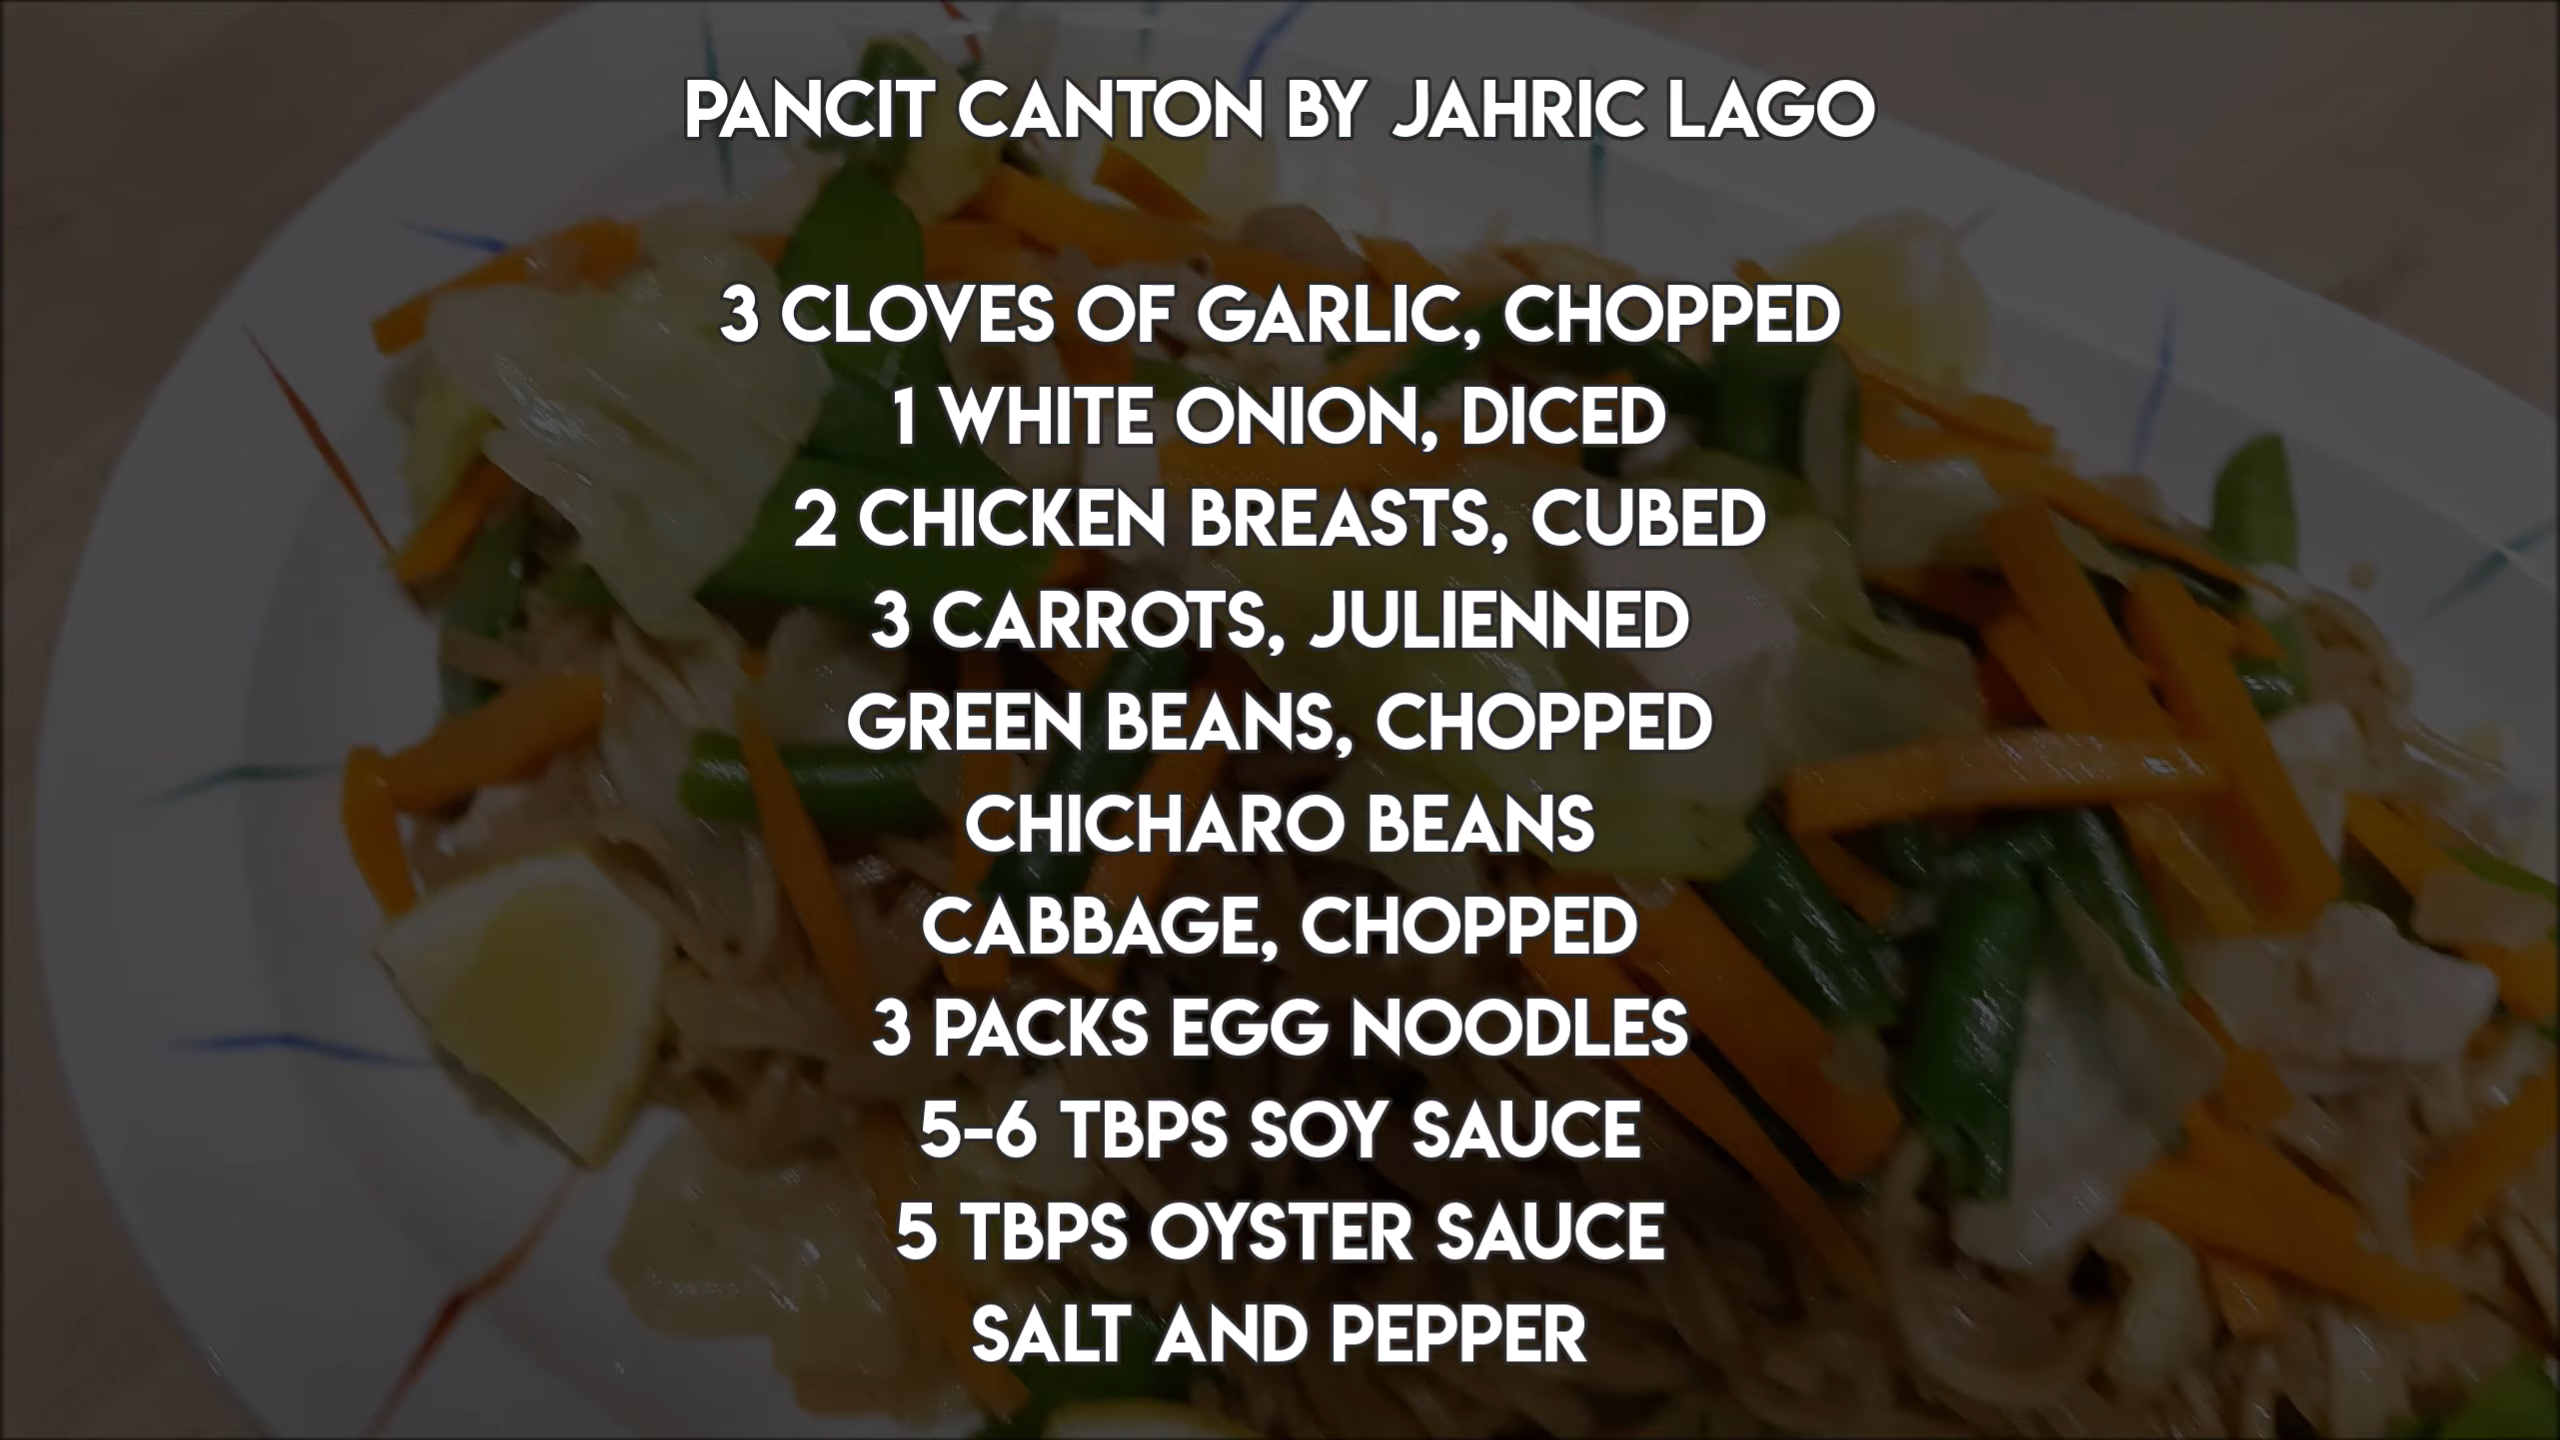 PANCIT CANTON BY JAHRIC LAGO
3 CLOVES OF GARLIC, CHOPPED
1 WHITE ONION, DICED
2 CHICKEN BREASTS, CUBED
3 CARROTS, JULIENNED
GREEN BEANS, CHOPPED
CHICHARO BEANS
CABBAGE, CHOPPED
3 PACKS EGG NOODLES
5-6 TBPS SOY SAUCE
5 TBPS OYSTER SAUCE
SALT AND PEPPER